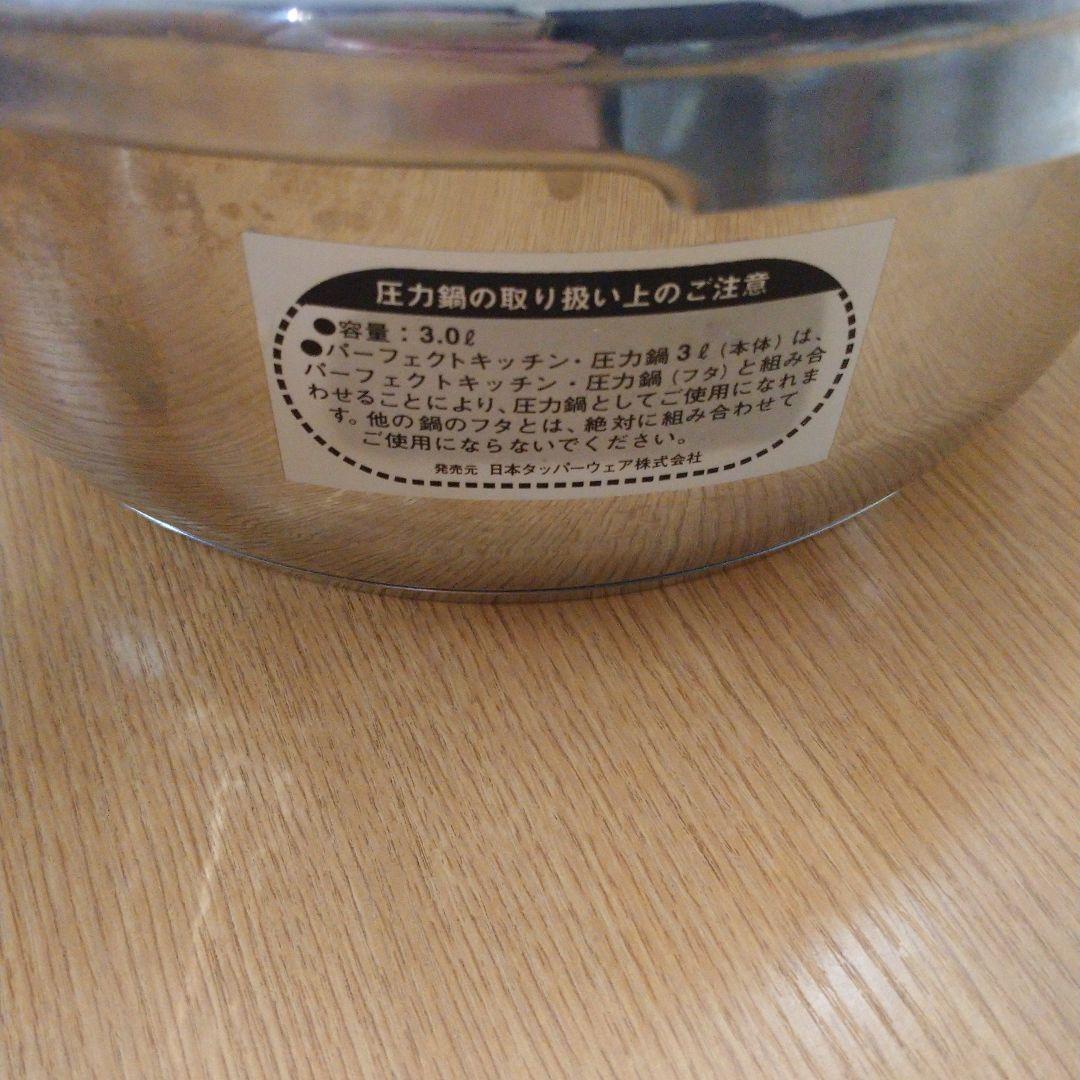 圧力鍋の取り扱い上のご注意
●容量：3.0ℓ
●パーフェクトキッチン・圧力鍋3ℓ（本体）は、
パーフェクトキッチン・圧力鍋（フタ）と組み合
わせることにより、圧力鍋としてご使用になれま
す。他の鍋のフタとは、絶対に組み合わせて
ご使用にならないでください。
発売元 日本タッパーウェア株式会社